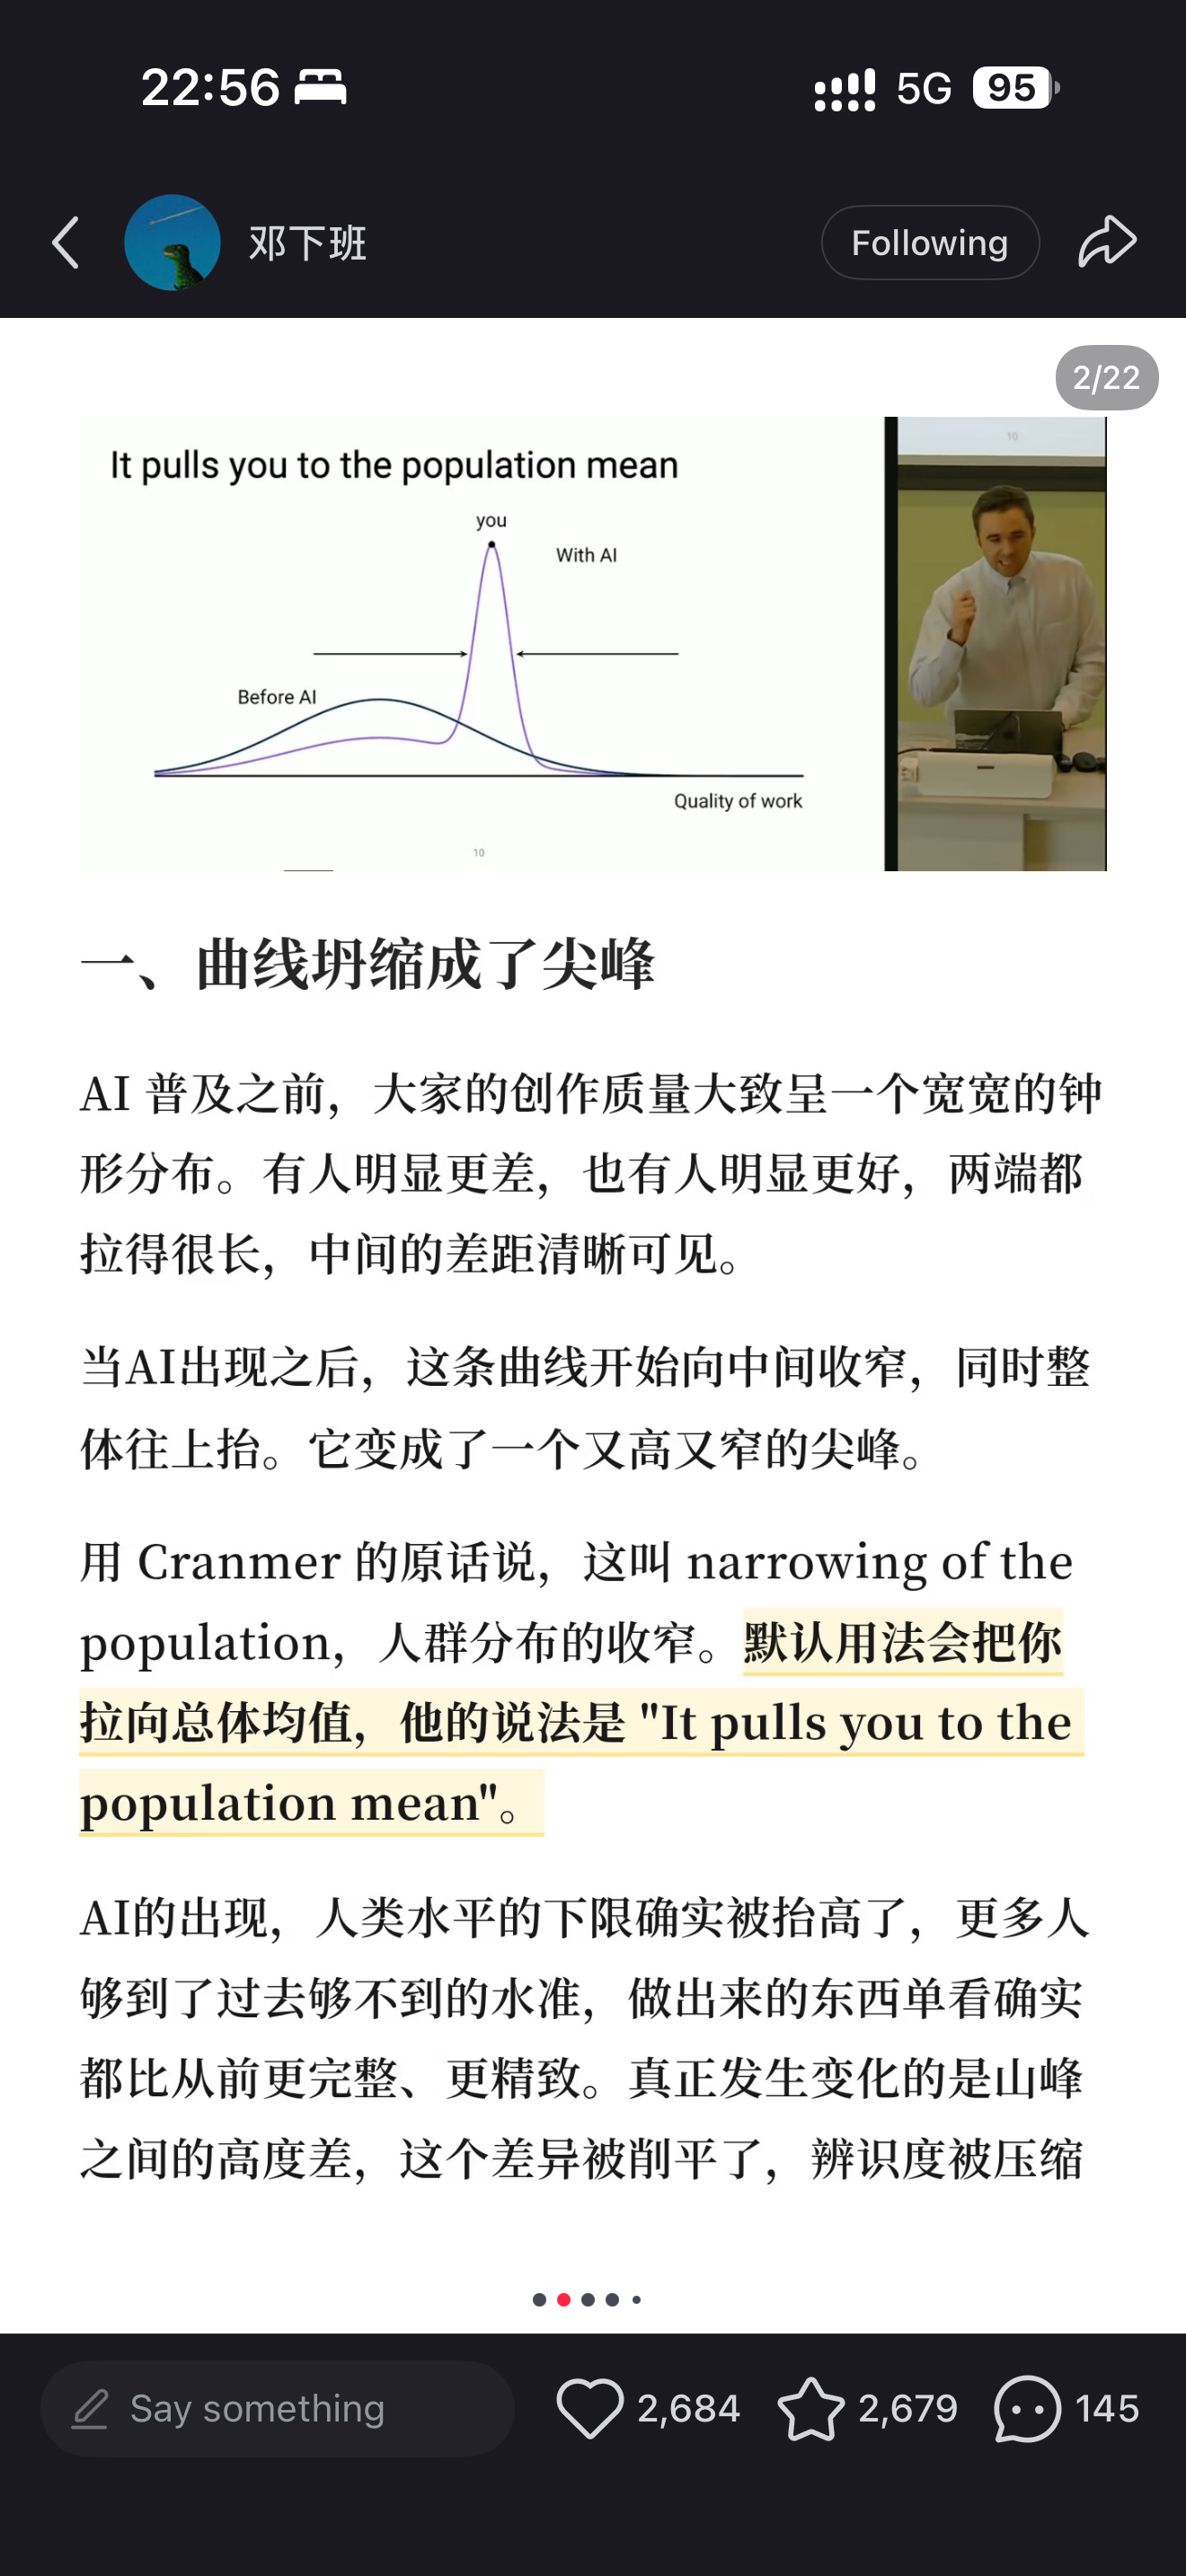 22:56
5G 95
邓下班
Following
2/22
10
It pulls you to the population mean
you
With AI
Before AI
Quality of work
10
一、曲线坍缩成了尖峰
AI 普及之前，大家的创作质量大致呈一个宽宽的钟
形分布。有人明显更差，也有人明显更好，两端都
拉得很长，中间的差距清晰可见。
当AI出现之后，这条曲线开始向中间收窄，同时整
体往上抬。它变成了一个又高又窄的尖峰。
用 Cranmer 的原话说，这叫 narrowing of the
population，人群分布的收窄。默认用法会把你
拉向总体均值，他的说法是 "It pulls you to the
population mean"。
AI的出现，人类水平的下限确实被抬高了，更多人
够到了过去够不到的水准，做出来的东西单看确实
都比从前更完整、更精致。真正发生变化的是山峰
之间的高度差，这个差异被削平了，辨识度被压缩
Say something
2,684
2,679
145